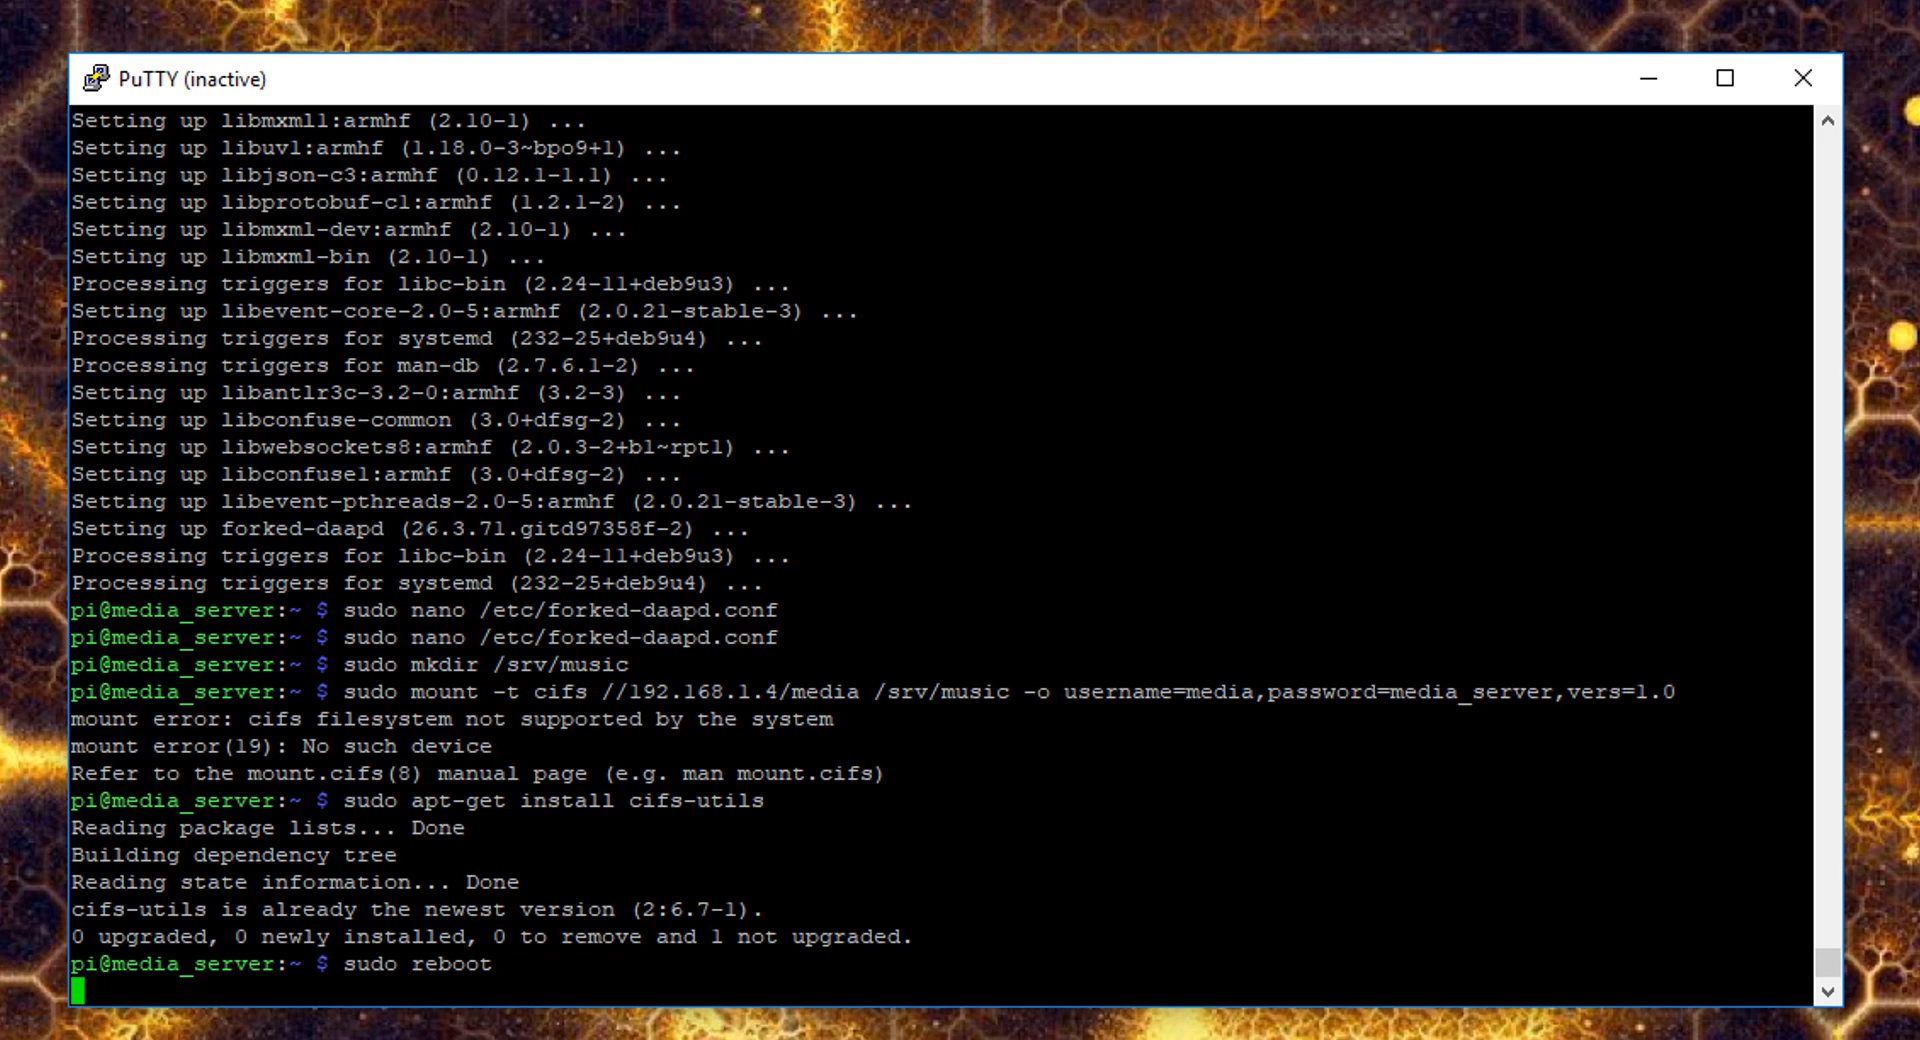 PuTTY (inactive)
Setting up libmxml1:armhf (2.10-1) ...
Setting up libuv1:armhf (1.18.0-3~bpo9+1) ...
Setting up libjson-c3:armhf (0.12.1-1.1) ...
Setting up libprotobuf-c1:armhf (1.2.1-2) ...
Setting up libmxml-dev:armhf (2.10-1) ...
Setting up libmxml-bin (2.10-1) ...
Processing triggers for libc-bin (2.24-11+deb9u3) ...
Setting up libevent-core-2.0-5:armhf (2.0.21-stable-3) ...
Processing triggers for systemd (232-25+deb9u4) ...
Processing triggers for man-db (2.7.6.1-2) ...
Setting up libantlr3c-3.2-0:armhf (3.2-3) ...
Setting up libconfuse-common (3.0+dfsg-2) ...
Setting up libwebsockets8:armhf (2.0.3-2+b1~rpt1) ...
Setting up libconfuse1:armhf (3.0+dfsg-2) ...
Setting up libevent-pthreads-2.0-5:armhf (2.0.21-stable-3) ...
Setting up forked-daapd (26.3.71.gitd97358f-2) ...
Processing triggers for libc-bin (2.24-11+deb9u3) ...
Processing triggers for systemd (232-25+deb9u4) ...
pi@media_server:~ $ sudo nano /etc/forked-daapd.conf
pi@media_server:~ $ sudo nano /etc/forked-daapd.conf
pi@media_server:~ $ sudo mkdir /srv/music
pi@media_server:~ $ sudo mount -t cifs //192.168.1.4/media /srv/music -o username=media,password=media_server,vers=1.0
mount error: cifs filesystem not supported by the system
mount error(19): No such device
Refer to the mount.cifs(8) manual page (e.g. man mount.cifs)
pi@media_server:~ $ sudo apt-get install cifs-utils
Reading package lists... Done
Building dependency tree
Reading state information... Done
cifs-utils is already the newest version (2:6.7-1).
0 upgraded, 0 newly installed, 0 to remove and 1 not upgraded.
pi@media_server:~ $ sudo reboot